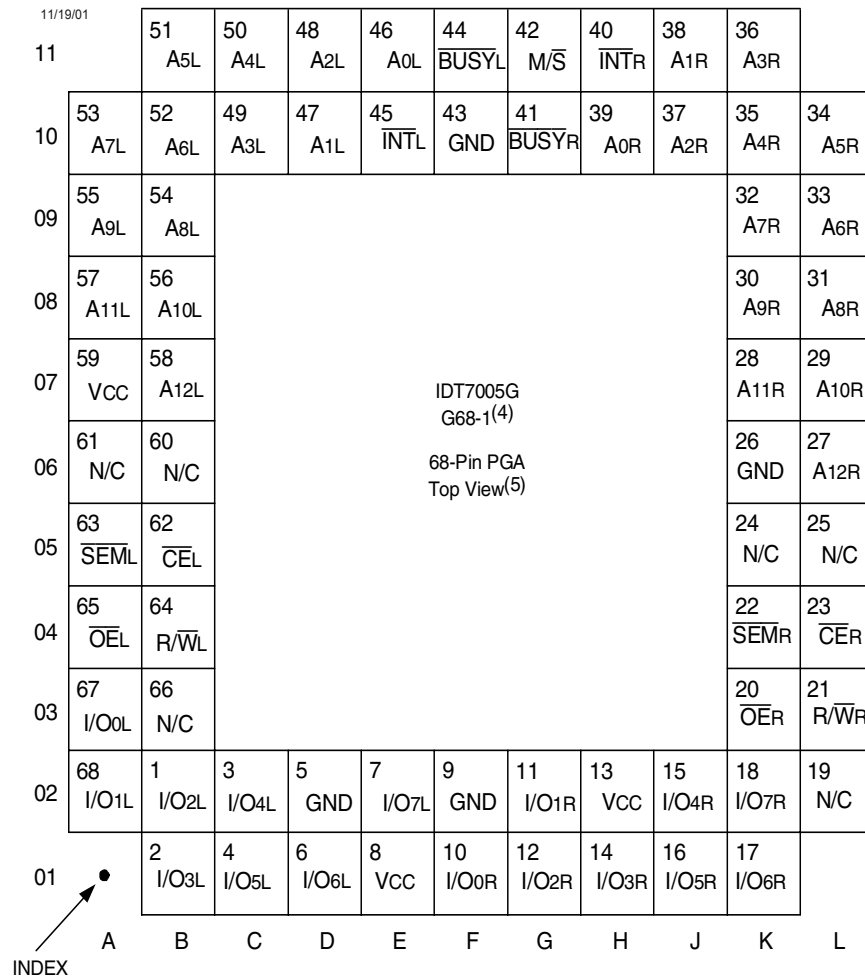 11/19/01
11 51 50 48 46 44 42 40 38 36
A5L A4L A2L A0L BUSYL M/S INTR A1R A3R
10 53 52 49 47 45 43 41 39 37 35 34
A7L A6L A3L A1L INTL GND BUSYR A0R A2R A4R A5R
09 55 54 32 33
A9L A8L A7R A6R
08 57 56 30 31
A11L A10L A9R A8R
07 59 58 28 29
VCC A12L A11R A10R
IDT7005G
G68-1(4)
06 61 60 26 27
N/C N/C GND A12R
68-Pin PGA
Top View(5)
05 63 62 24 25
SEML CEL N/C N/C
04 65 64 22 23
OEL R/WL SEMR CER
03 67 66 20 21
I/O0L N/C OER R/WR
02 68 1 3 5 7 9 11 13 15 18 19
I/O1L I/O2L I/O4L GND I/O7L GND I/O1R VCC I/O4R I/O7R N/C
01 2 4 6 8 10 12 14 16 17
I/O3L I/O5L I/O6L VCC I/O0R I/O2R I/O3R I/O5R I/O6R
A B C D E F G H J K L
INDEX